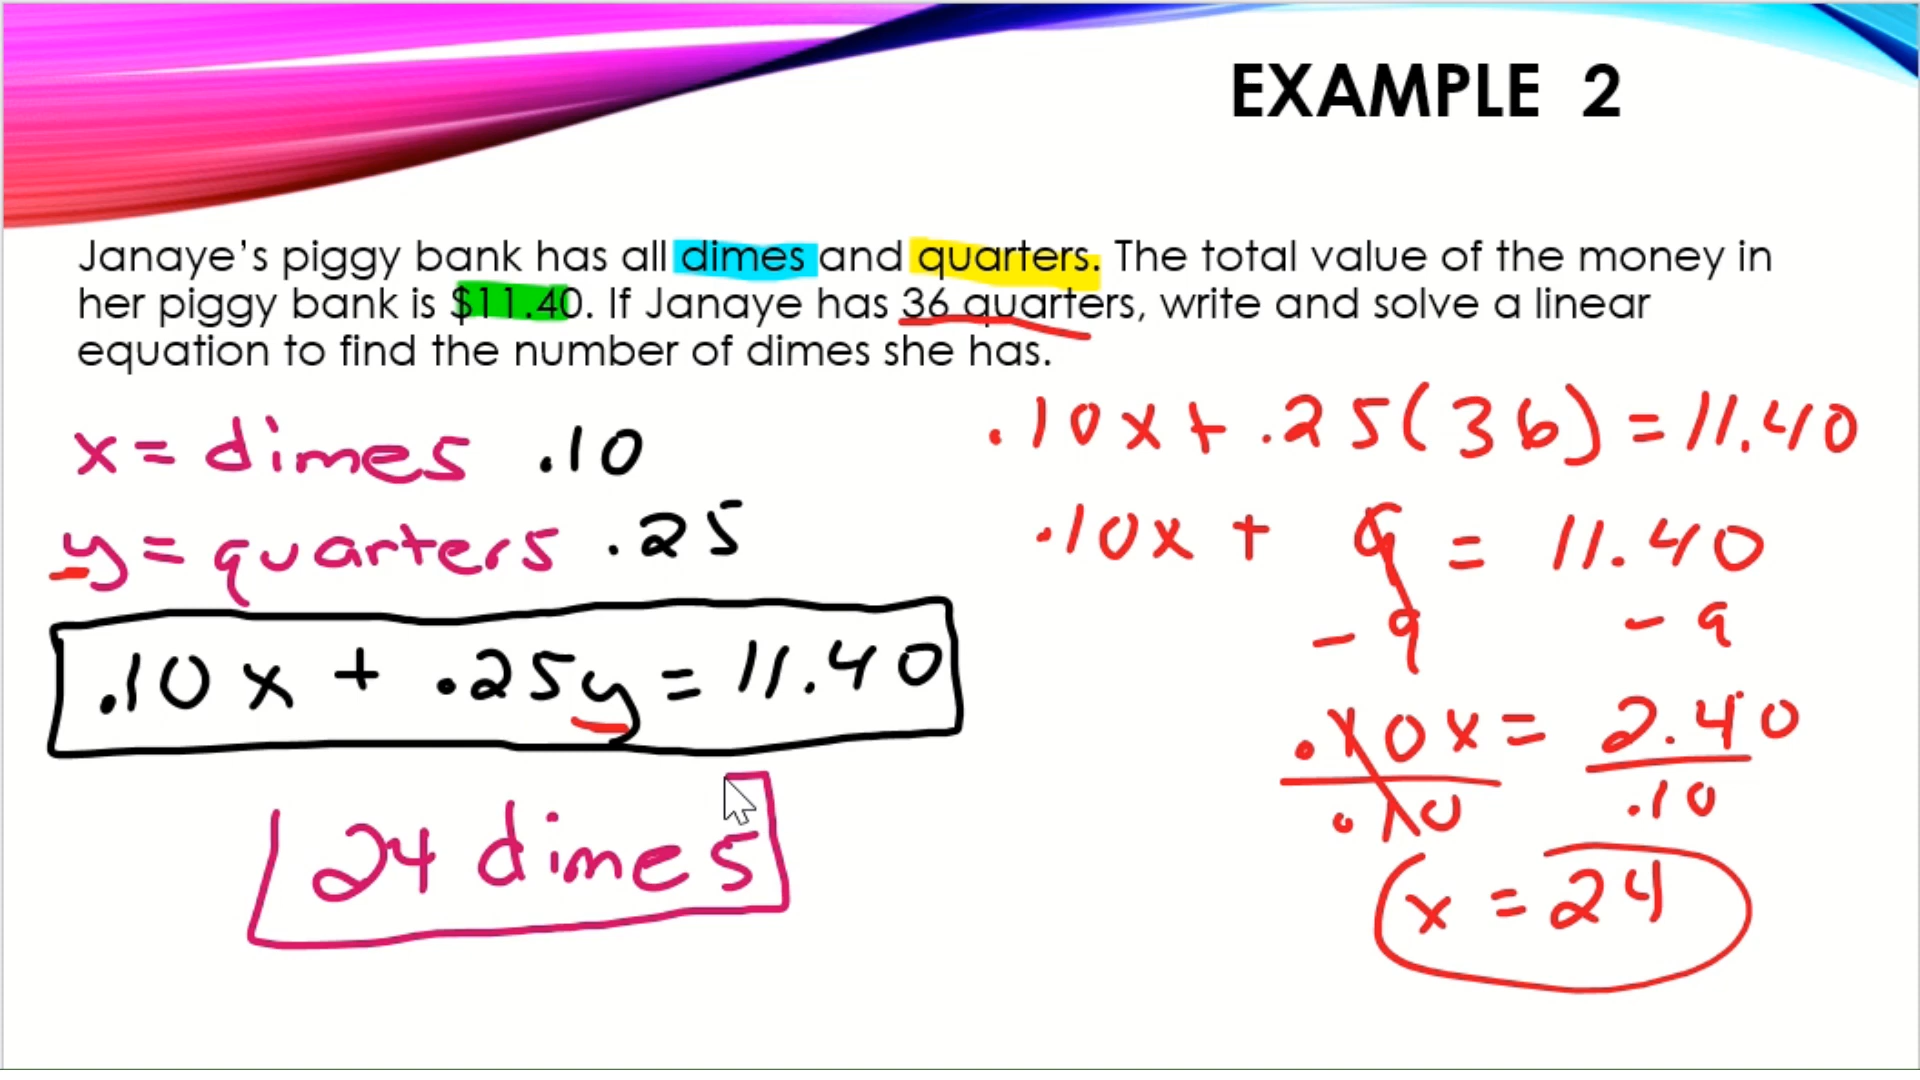 EXAMPLE 2
Janaye's piggy bank has all dimes and quarters. The total value of the money in
her piggy bank is $11.40. If Janaye has 36 quarters, write and solve a linear
equation to find the number of dimes she has.
x = dimes .10
y = quarters .25
.10x + .25y = 11.40
24 dimes
.10x + .25(36) = 11.40
.10x + 9 = 11.40
- 9 - 9
.10x = 2.40
.10 .10
x = 24